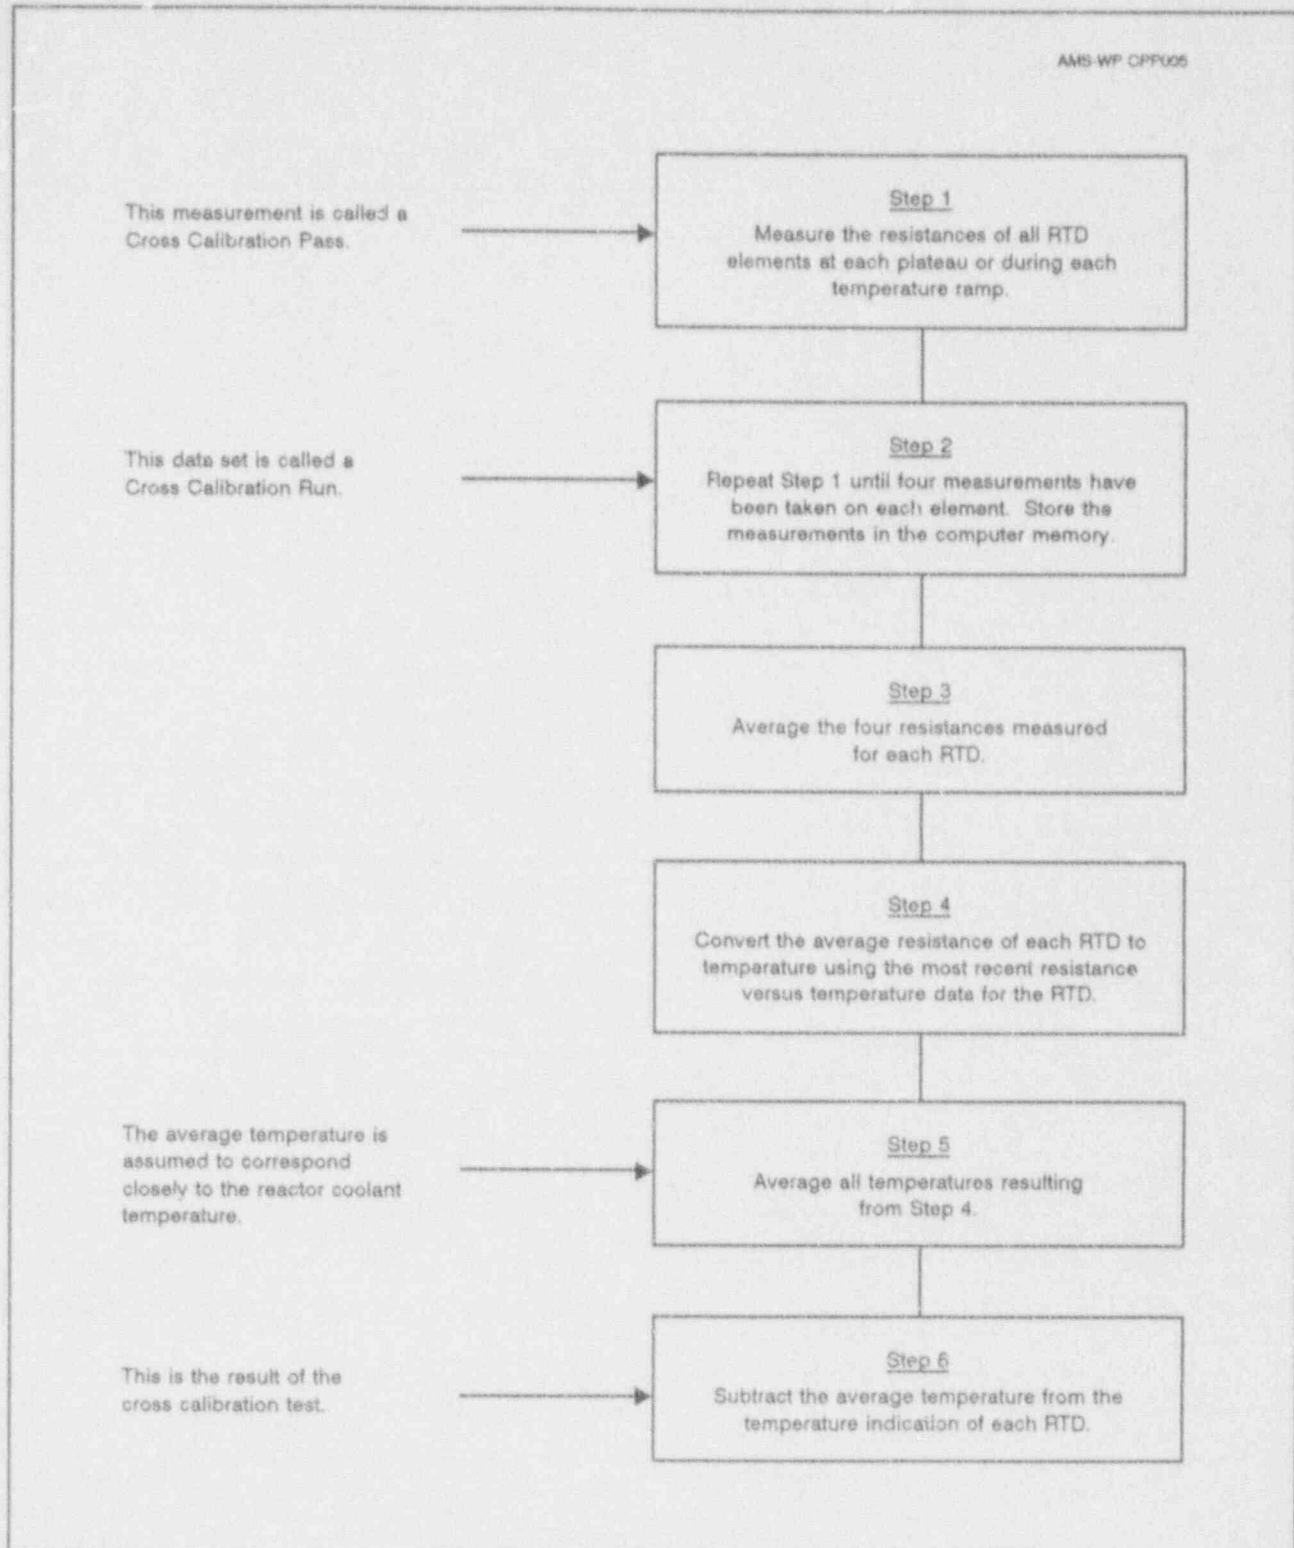 AMS-WP CPP005
This measurement is called a
Cross Calibration Pass.
Step 1
Measure the resistances of all RTD
elements at each plateau or during each
temperature ramp.
This data set is called a
Cross Calibration Run.
Step 2
Repeat Step 1 until four measurements have
been taken on each element. Store the
measurements in the computer memory.
Step 3
Average the four resistances measured
for each RTD.
Step 4
Convert the average resistance of each RTD to
temperature using the most recent resistance
versus temperature data for the RTD.
The average temperature is
assumed to correspond
closely to the reactor coolant
temperature.
Step 5
Average all temperatures resulting
from Step 4.
This is the result of the
cross calibration test.
Step 6
Subtract the average temperature from the
temperature indication of each RTD.